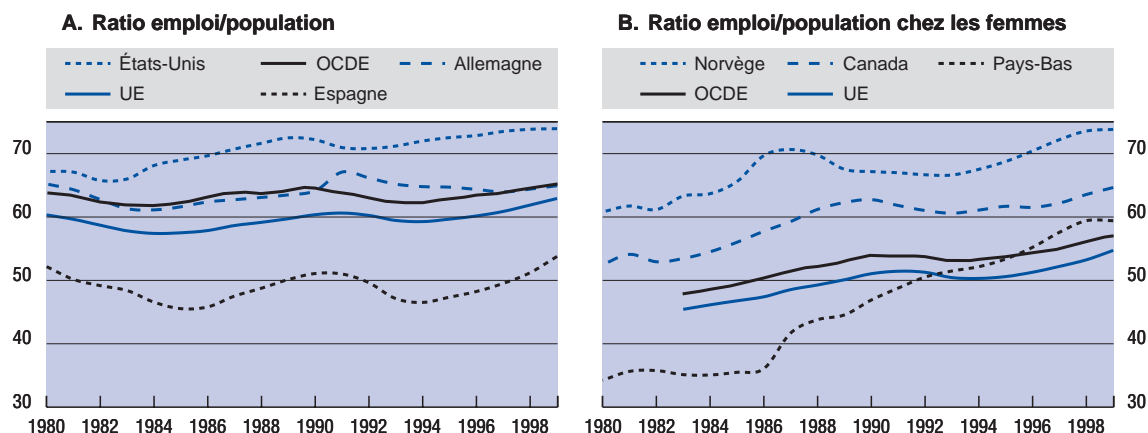 A. Ratio emploi/population
États-Unis OCDE Allemagne
UE Espagne
70
60
50
40
30
1980 1982 1984 1986 1988 1990 1992 1994 1996 1998
B. Ratio emploi/population chez les femmes
Norvège Canada Pays-Bas
OCDE UE
70
60
50
40
30
1980 1982 1984 1986 1988 1990 1992 1994 1996 1998